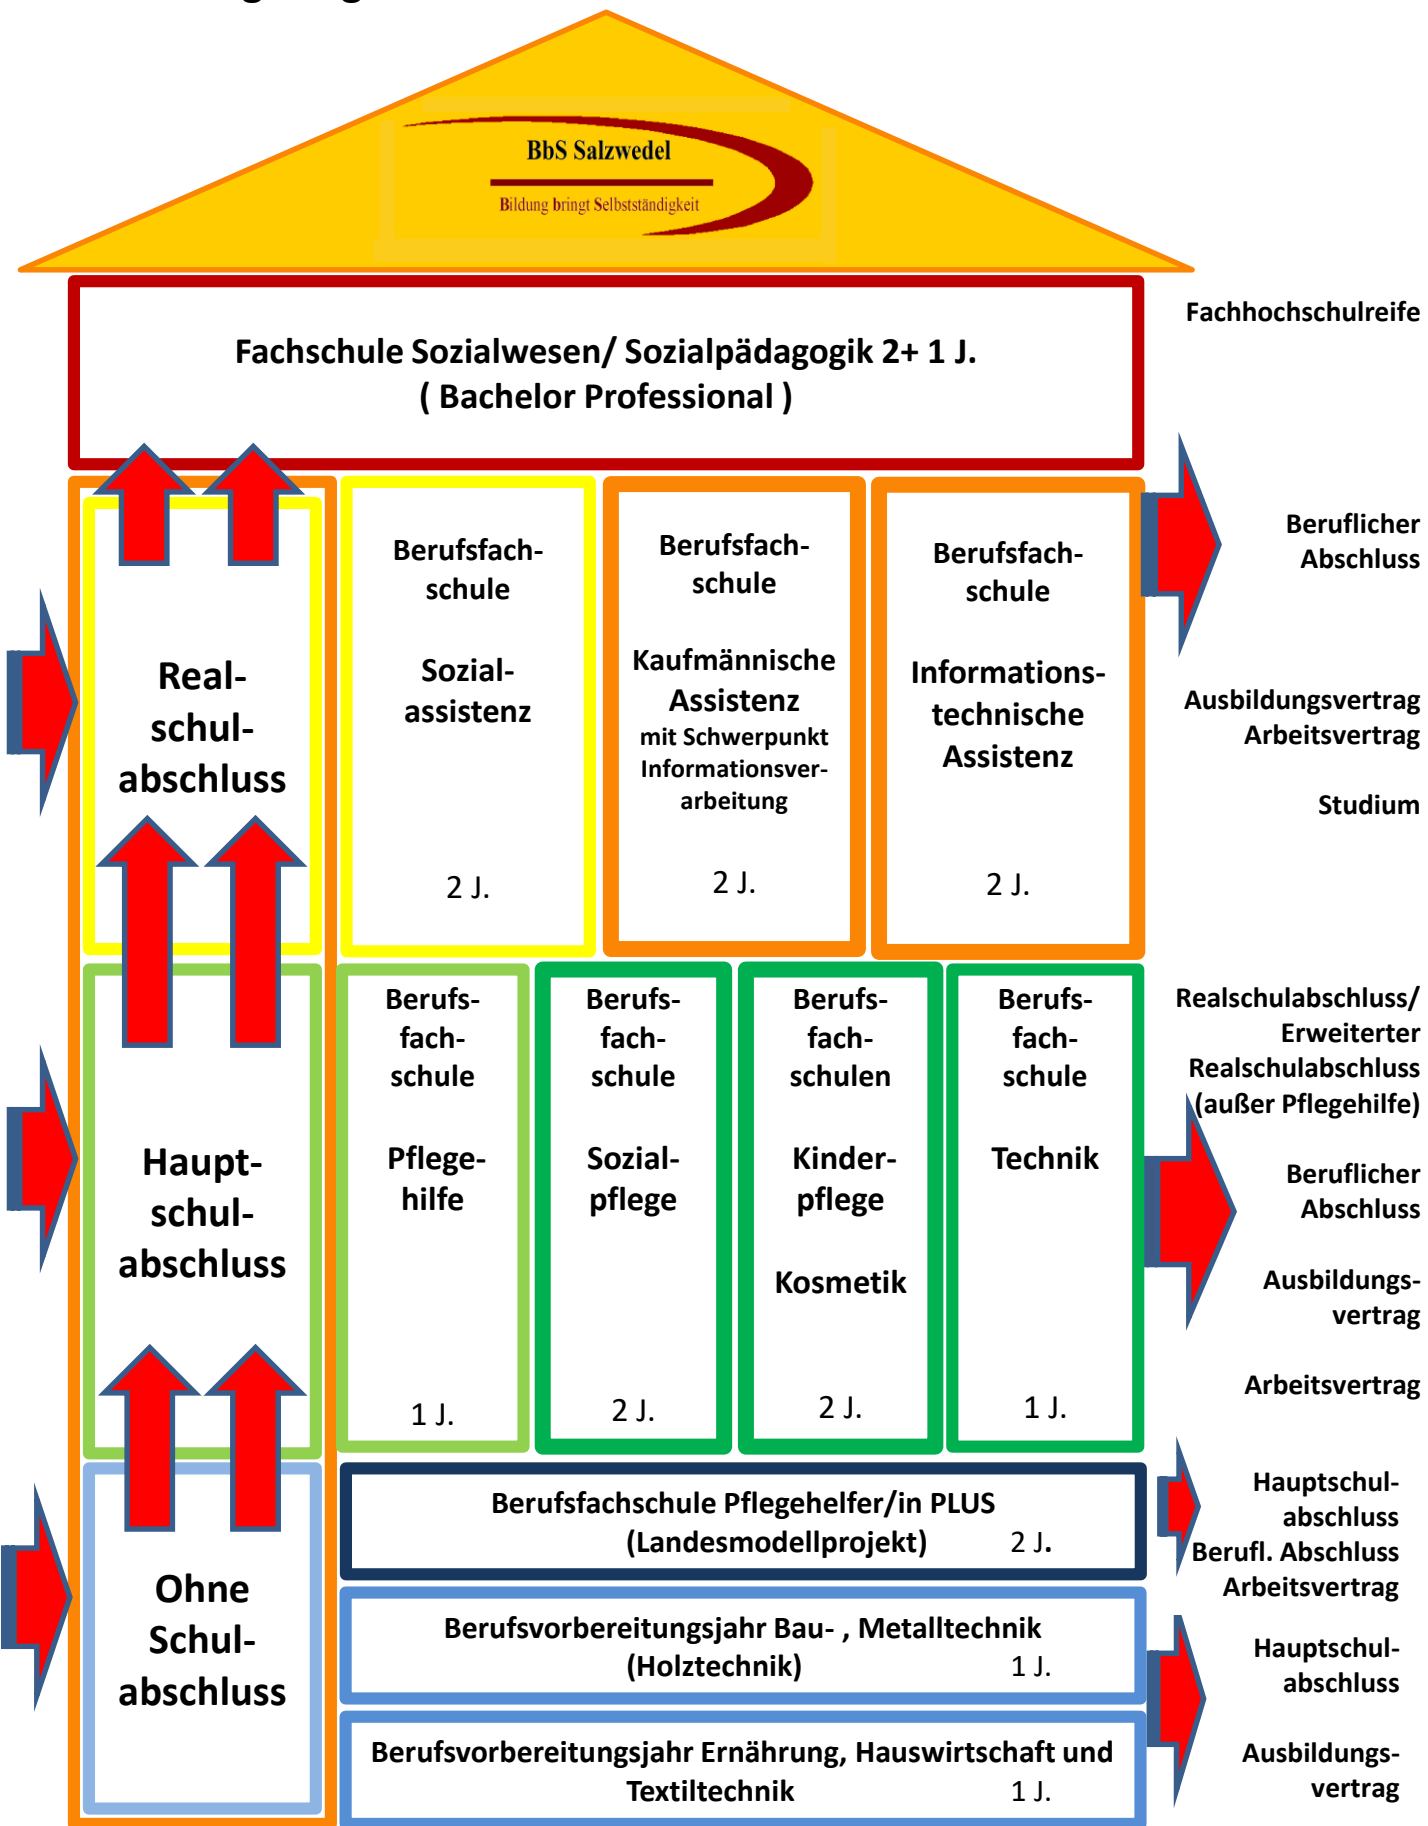 BbS Salzwedel
Bildung bringt Selbstständigkeit
Fachschule Sozialwesen/ Sozialpädagogik 2+ 1 J.
( Bachelor Professional )
Fachhochschulreife
Real-
schul-
abschluss
Berufsfach-
schule
Sozial-
assistenz
2 J.
Berufsfach-
schule
Kaufmännische
Assistenz
mit Schwerpunkt
Informationsver-
arbeitung
2 J.
Berufsfach-
schule
Informations-
technische
Assistenz
2 J.
Beruflicher
Abschluss
Ausbildungsvertrag
Arbeitsvertrag
Studium
Haupt-
schul-
abschluss
Berufs-
fach-
schule
Pflege-
hilfe
1 J.
Berufs-
fach-
schule
Sozial-
pflege
2 J.
Berufs-
fach-
schulen
Kinder-
pflege
Kosmetik
2 J.
Berufs-
fach-
schule
Technik
1 J.
Realschulabschluss/
Erweiterter
Realschulabschluss
(außer Pflegehilfe)
Beruflicher
Abschluss
Ausbildungs-
vertrag
Arbeitsvertrag
Ohne
Schul-
abschluss
Berufsfachschule Pflegehelfer/in PLUS
(Landesmodellprojekt) 2 J.
Hauptschul-
abschluss
Berufl. Abschluss
Arbeitsvertrag
Berufsvorbereitungsjahr Bau- , Metalltechnik
(Holztechnik) 1 J.
Berufsvorbereitungsjahr Ernährung, Hauswirtschaft und
Textiltechnik 1 J.
Hauptschul-
abschluss
Ausbildungs-
vertrag